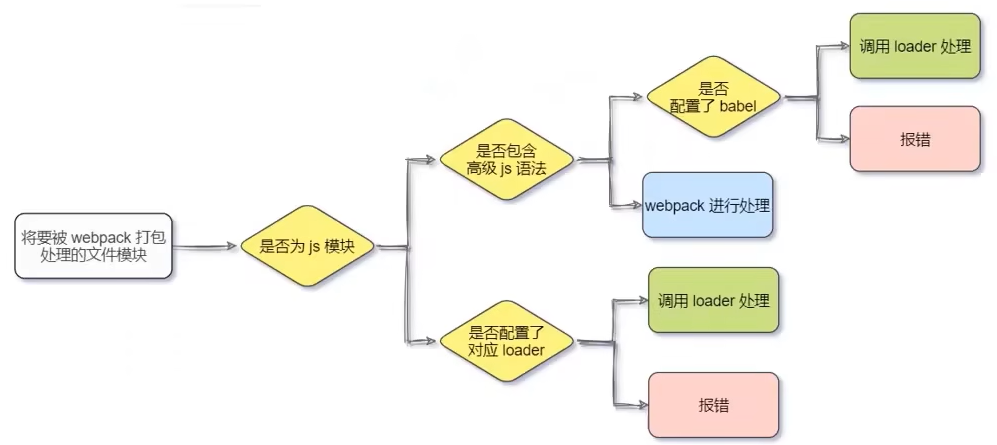 将要被 webpack 打包
处理的文件模块
是否为 js 模块
是否包含
高级 js 语法
是否
配置了 babel
调用 loader 处理
报错
webpack 进行处理
是否配置了
对应 loader
调用 loader 处理
报错